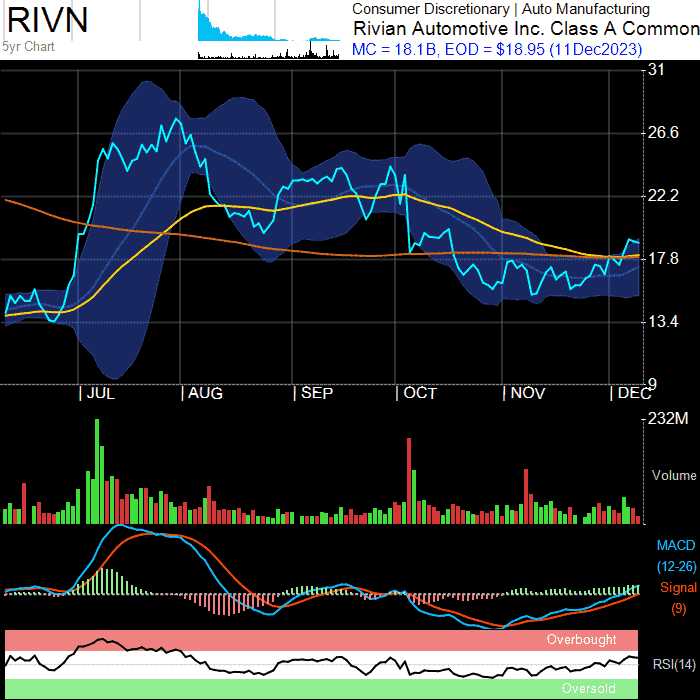 RIVN
5yr Chart
Consumer Discretionary | Auto Manufacturing
Rivian Automotive Inc. Class A Common
MC = 18.1B, EOD = $18.95 (11Dec2023)
31
26.6
22.2
17.8
13.4
9
| JUL | AUG | SEP | OCT | NOV | DEC
232M
Volume
MACD
(12-26)
Signal
(9)
Overbought
RSI(14)
Oversold